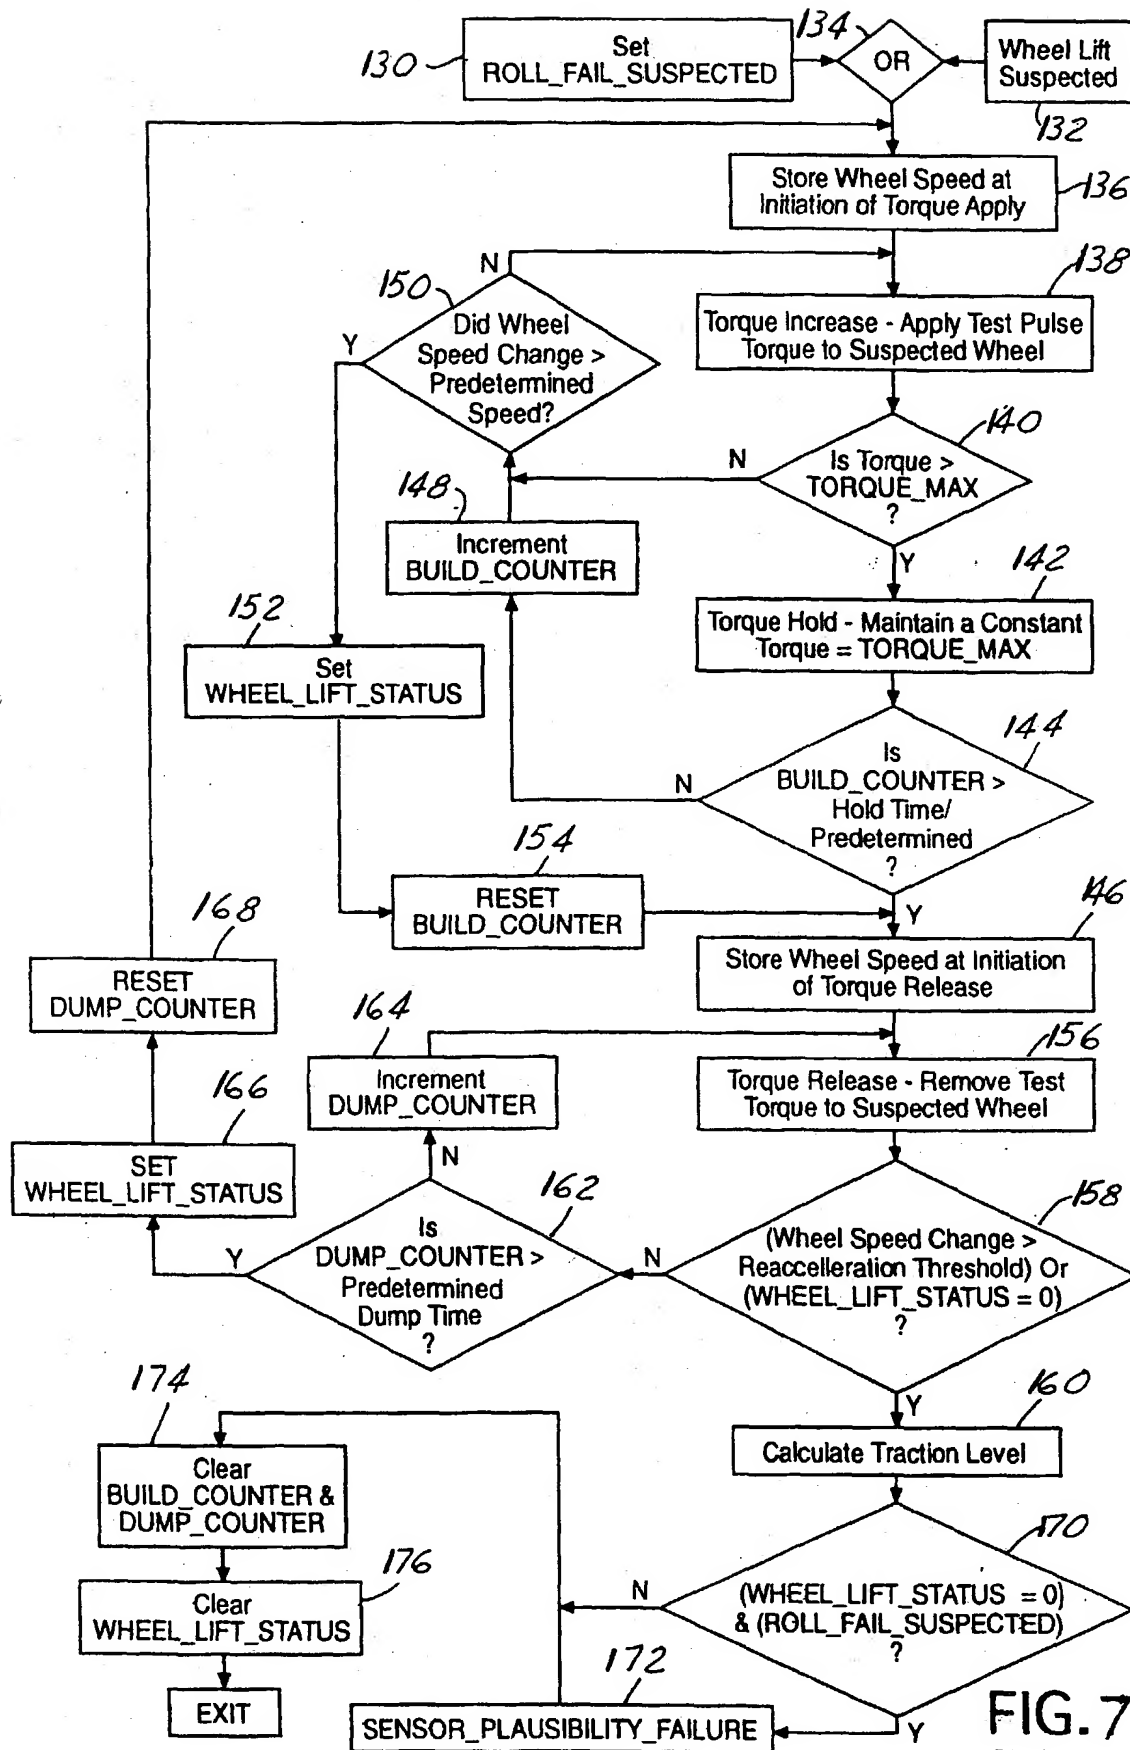 130
Set
ROLL_FAIL_SUSPECTED
134
OR
Wheel Lift
Suspected
132
Store Wheel Speed at
Initiation of Torque Apply
136
N
150
Did Wheel
Speed Change >
Predetermined
Speed?
Y
138
Torque Increase - Apply Test Pulse
Torque to Suspected Wheel
140
Is Torque >
TORQUE_MAX
?
N
Y
148
Increment
BUILD_COUNTER
142
Torque Hold - Maintain a Constant
Torque = TORQUE_MAX
152
Set
WHEEL_LIFT_STATUS
144
Is
BUILD_COUNTER >
Hold Time/
Predetermined
?
N
Y
154
RESET
BUILD_COUNTER
146
Store Wheel Speed at Initiation
of Torque Release
168
RESET
DUMP_COUNTER
164
Increment
DUMP_COUNTER
156
Torque Release - Remove Test
Torque to Suspected Wheel
166
SET
WHEEL_LIFT_STATUS
N
162
Is
DUMP_COUNTER >
Predetermined
Dump Time
?
Y
158
(Wheel Speed Change >
Reaccelleration Threshold) Or
(WHEEL_LIFT_STATUS = 0)
?
N
Y
160
Calculate Traction Level
174
Clear
BUILD_COUNTER &
DUMP_COUNTER
170
(WHEEL_LIFT_STATUS = 0)
& (ROLL_FAIL_SUSPECTED)
?
N
Y
176
Clear
WHEEL_LIFT_STATUS
EXIT
172
SENSOR_PLAUSIBILITY_FAILURE
FIG. 7